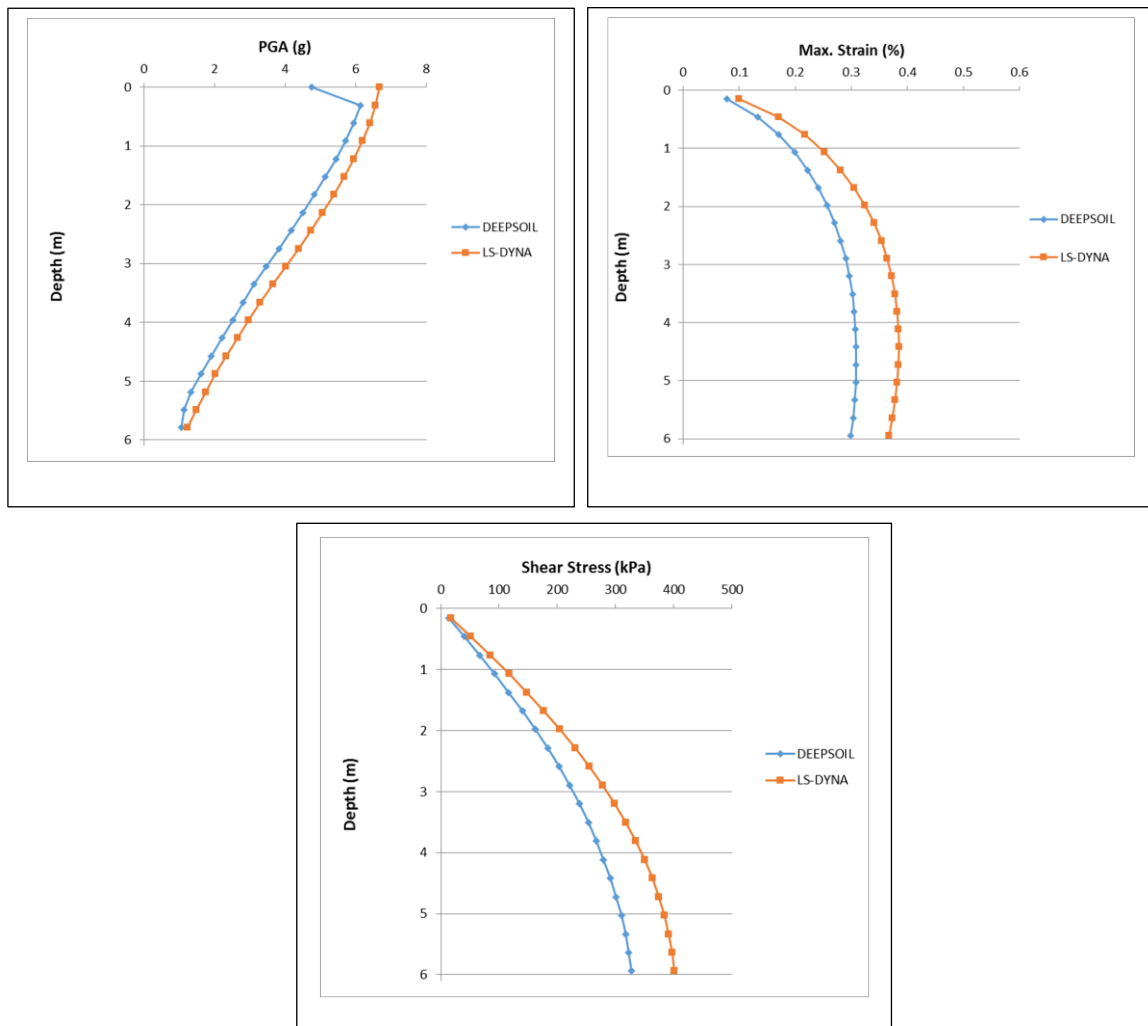 PGA (g)
0 2 4 6 8
0
1
2
3
4
5
6
Depth (m)
DEEPSOIL
LS-DYNA
Max. Strain (%)
0 0.1 0.2 0.3 0.4 0.5 0.6
0
1
2
3
4
5
6
Depth (m)
DEEPSOIL
LS-DYNA
Shear Stress (kPa)
0 100 200 300 400 500
0
1
2
3
4
5
6
Depth (m)
DEEPSOIL
LS-DYNA